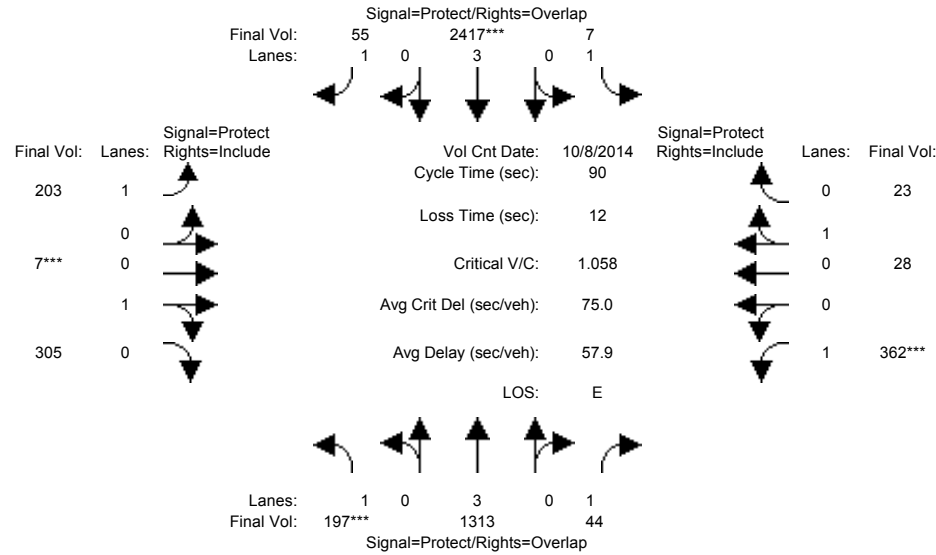 Signal=Protect/Rights=Overlap
Final Vol: 55 2417*** 7
Lanes: 1 0 3 0 1
Signal=Protect Signal=Protect
Final Vol: Lanes: Rights=Include Vol Cnt Date: 10/8/2014 Rights=Include Lanes: Final Vol:
Cycle Time (sec): 90
203 1 0 23
Loss Time (sec): 12
0 1
7*** 0 Critical V/C: 1.058 0 28
1 Avg Crit Del (sec/veh): 75.0 0
305 0 Avg Delay (sec/veh): 57.9 1 362***
LOS: E
Lanes: 1 0 3 0 1
Final Vol: 197*** 1313 44
Signal=Protect/Rights=Overlap